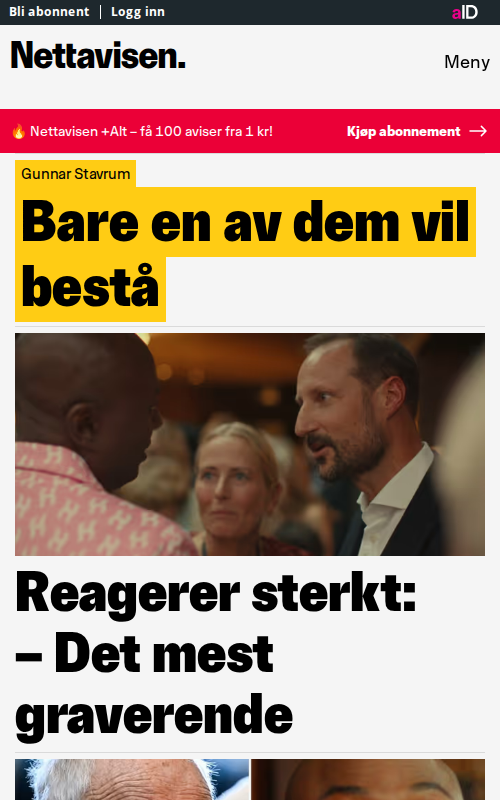 Bli abonnent
Logg inn
aID
Nettavisen.
Meny
🔥 Nettavisen +Alt – få 100 aviser fra 1 kr!
Kjøp abonnement →
Gunnar Stavrum
Bare en av dem vil
bestå
Reagerer sterkt:
– Det mest
graverende